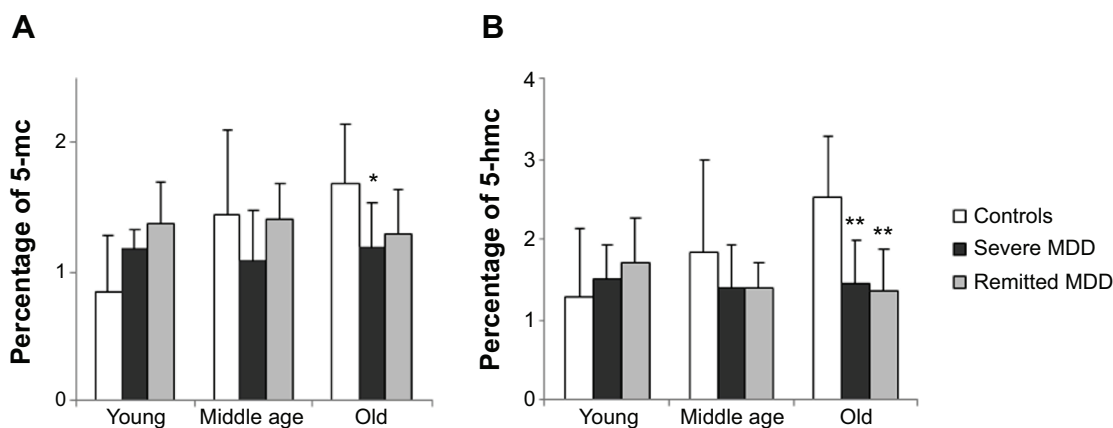 A
Percentage of 5-mc
2
1
0
*
Young
Middle age
Old
B
Percentage of 5-hmc
4
3
2
1
0
**
**
Young
Middle age
Old
Controls
Severe MDD
Remitted MDD